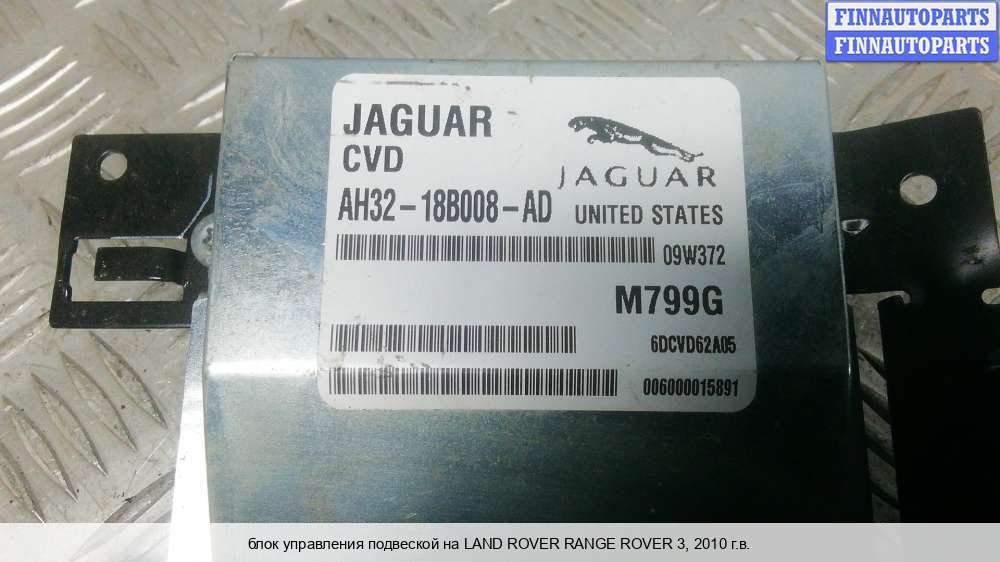 FINNAUTOPARTS
FINNAUTOPARTS
JAGUAR
CVD
JAGUAR
AH32-18B008-AD
UNITED STATES
09W372
M799G
6DCVD62A05
006000015891
блок управления подвеской на LAND ROVER RANGE ROVER 3, 2010 г.в.